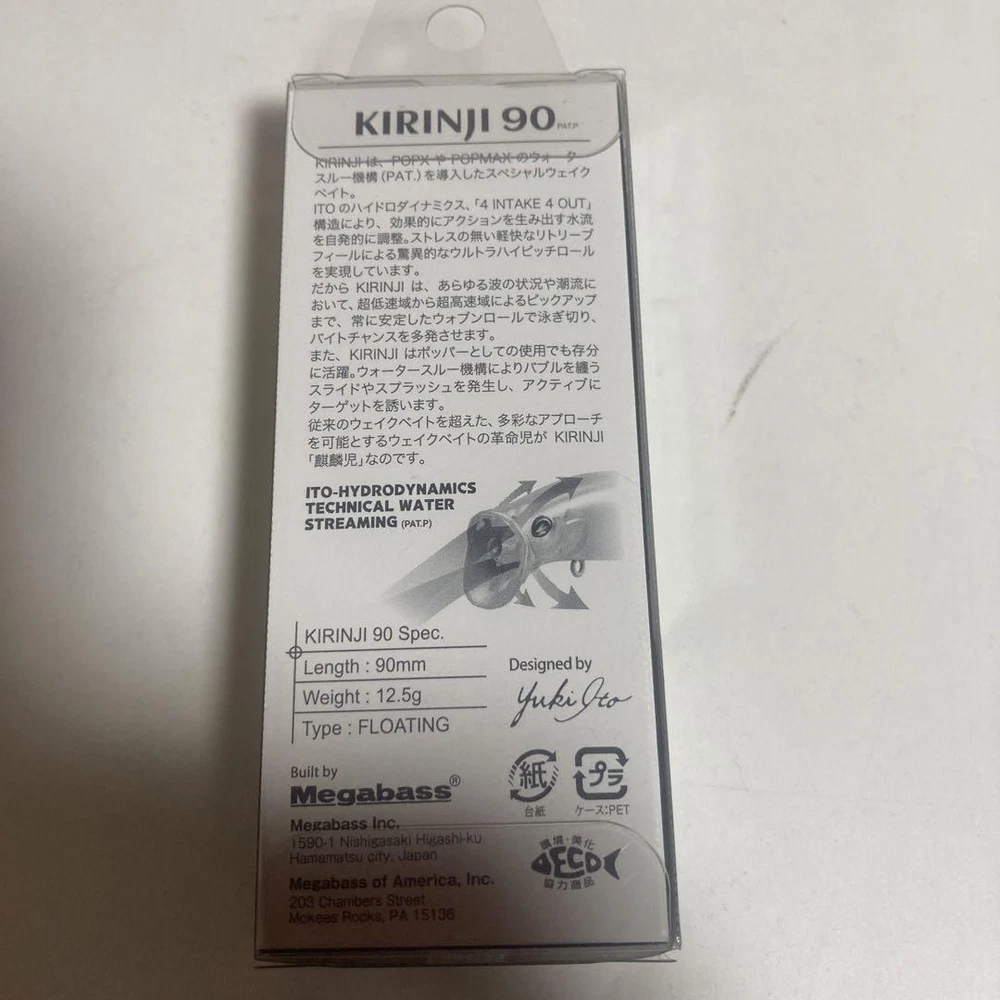 KIRINJI 90 PAT.P
KIRINJI は、POPX や POPMAX のウォータ
スルー機構(PAT.)を導入したスペシャルウェイク
ベイト。
ITO のハイドロダイナミクス、「4 INTAKE 4 OUT」
構造により、効果的にアクションを生み出す水流
を自発的に調整。ストレスの無い軽快なリトリーブ
フィールによる驚異的なウルトラハイピッチロール
を実現しています。
だから KIRINJI は、あらゆる波の状況や潮流に
おいて、超低速域から超高速域によるピックアップ
まで、常に安定したウォブンロールで泳ぎ切り、
バイトチャンスを多発させます。
また、KIRINJI はポッパーとしての使用でも存分
に活躍。ウォータースルー機構によりバブルを纏う
スライドやスプラッシュを発生し、アクティブに
ターゲットを誘います。
従来のウェイクベイトを超えた、多彩なアプローチ
を可能とするウェイクベイトの革命児が KIRINJI
「麒麟児」なのです。
ITO-HYDRODYNAMICS
TECHNICAL WATER
STREAMING (PAT.P)
KIRINJI 90 Spec.
Length : 90mm
Weight : 12.5g
Type : FLOATING
Designed by
Yuki Ito
Built by
Megabass®
Megabass Inc.
1590-1 Nishigasaki Higashi-ku
Hamamatsu city, Japan
Megabass of America, Inc.
203 Chambers Street
Mckees Rocks, PA 15136
紙
台紙
プラ
ケース:PET
環境・美化
ECO
協力商品